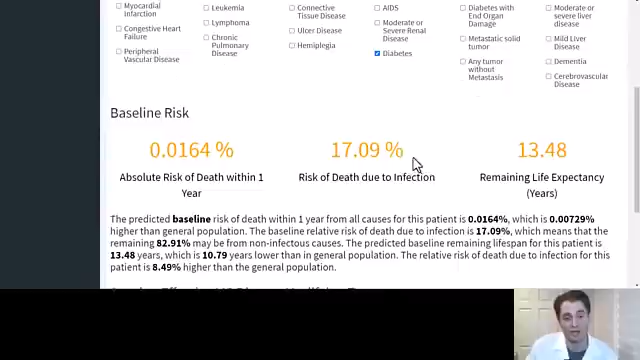 Myocardial Infarction
Leukemia
Connective Tissue Disease
AIDS
Diabetes with End Organ Damage
Moderate or severe liver disease
Congestive Heart Failure
Lymphoma
Ulcer Disease
Moderate or Severe Renal Disease
Metastatic solid tumor
Mild Liver Disease
Peripheral Vascular Disease
Chronic Pulmonary Disease
Hemiplegia
Diabetes
Any tumor without Metastasis
Dementia
Cerebrovascular Disease
Baseline Risk
0.0164 %
17.09 %
13.48
Absolute Risk of Death within 1 Year
Risk of Death due to Infection
Remaining Life Expectancy (Years)
The predicted baseline risk of death within 1 year from all causes for this patient is 0.0164%, which is 0.00729%
higher than general population. The baseline relative risk of death due to infection is 17.09%, which means that the
remaining 82.91% may be from non-infectious causes. The predicted baseline remaining lifespan for this patient is
13.48 years, which is 10.79 years lower than in general population. The relative risk of death due to infection for this
patient is 8.49% higher than the general population.